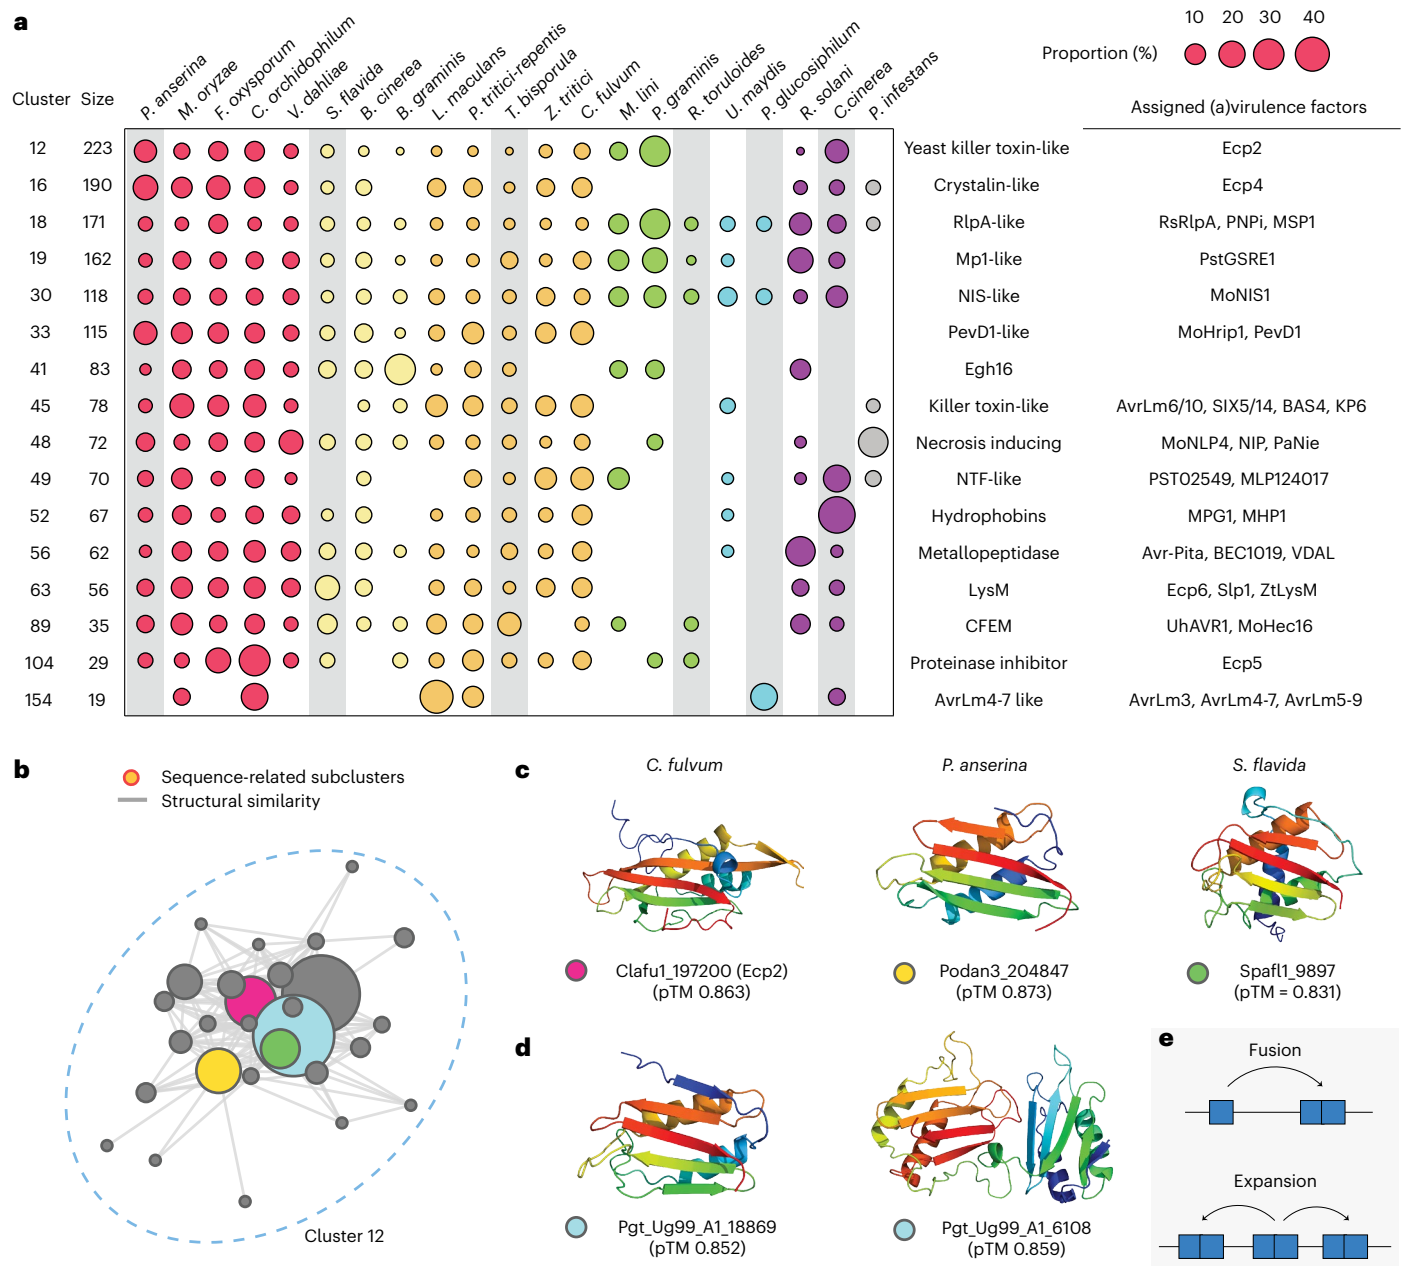 a
10 20 30 40
Proportion (%)
Cluster Size
P. anserina
M. oryzae
F. oxysporum
C. orchidophilum
V. dahliae
S. flavida
B. cinerea
B. graminis
L. maculans
P. tritici-repentis
T. bisporula
Z. tritici
C. fulvum
M. lini
P. graminis
R. toruloides
U. maydis
P. glucosiphilum
R. solani
C.cinerea
P. infestans
Assigned (a)virulence factors
12 223 Yeast killer toxin-like Ecp2
16 190 Crystalin-like Ecp4
18 171 RlpA-like RsRlpA, PNPi, MSP1
19 162 Mp1-like PstGSRE1
30 118 NIS-like MoNIS1
33 115 PevD1-like MoHrip1, PevD1
41 83 Egh16
45 78 Killer toxin-like AvrLm6/10, SIX5/14, BAS4, KP6
48 72 Necrosis inducing MoNLP4, NIP, PaNie
49 70 NTF-like PST02549, MLP124017
52 67 Hydrophobins MPG1, MHP1
56 62 Metallopeptidase Avr-Pita, BEC1019, VDAL
63 56 LysM Ecp6, Slp1, ZtLysM
89 35 CFEM UhAVR1, MoHec16
104 29 Proteinase inhibitor Ecp5
154 19 AvrLm4-7 like AvrLm3, AvrLm4-7, AvrLm5-9
b
Sequence-related subclusters
Structural similarity
Cluster 12
c
C. fulvum
P. anserina
S. flavida
Clafu1_197200 (Ecp2)
(pTM 0.863)
Podan3_204847
(pTM 0.873)
Spafl1_9897
(pTM = 0.831)
d
Pgt_Ug99_A1_18869
(pTM 0.852)
Pgt_Ug99_A1_6108
(pTM 0.859)
e
Fusion
Expansion